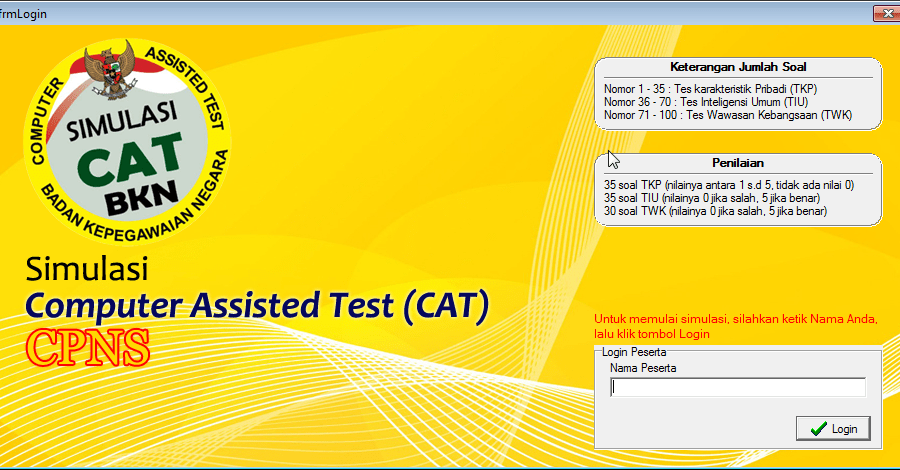 frmLogin
COMPUTER ASSISTED TEST
SIMULASI
CAT
BKN
BADAN KEPEGAWAIAN NEGARA
Simulasi
Computer Assisted Test (CAT)
CPNS
Keterangan Jumlah Soal
Nomor 1 - 35 : Tes karakteristik Pribadi (TKP)
Nomor 36 - 70 : Tes Inteligensi Umum (TIU)
Nomor 71 - 100 : Tes Wawasan Kebangsaan (TWK)
Penilaian
35 soal TKP (nilainya antara 1 s.d 5, tidak ada nilai 0)
35 soal TIU (nilainya 0 jika salah, 5 jika benar)
30 soal TWK (nilainya 0 jika salah, 5 jika benar)
Untuk memulai simulasi, silahkan ketik Nama Anda,
lalu klik tombol Login
Login Peserta
Nama Peserta
Login